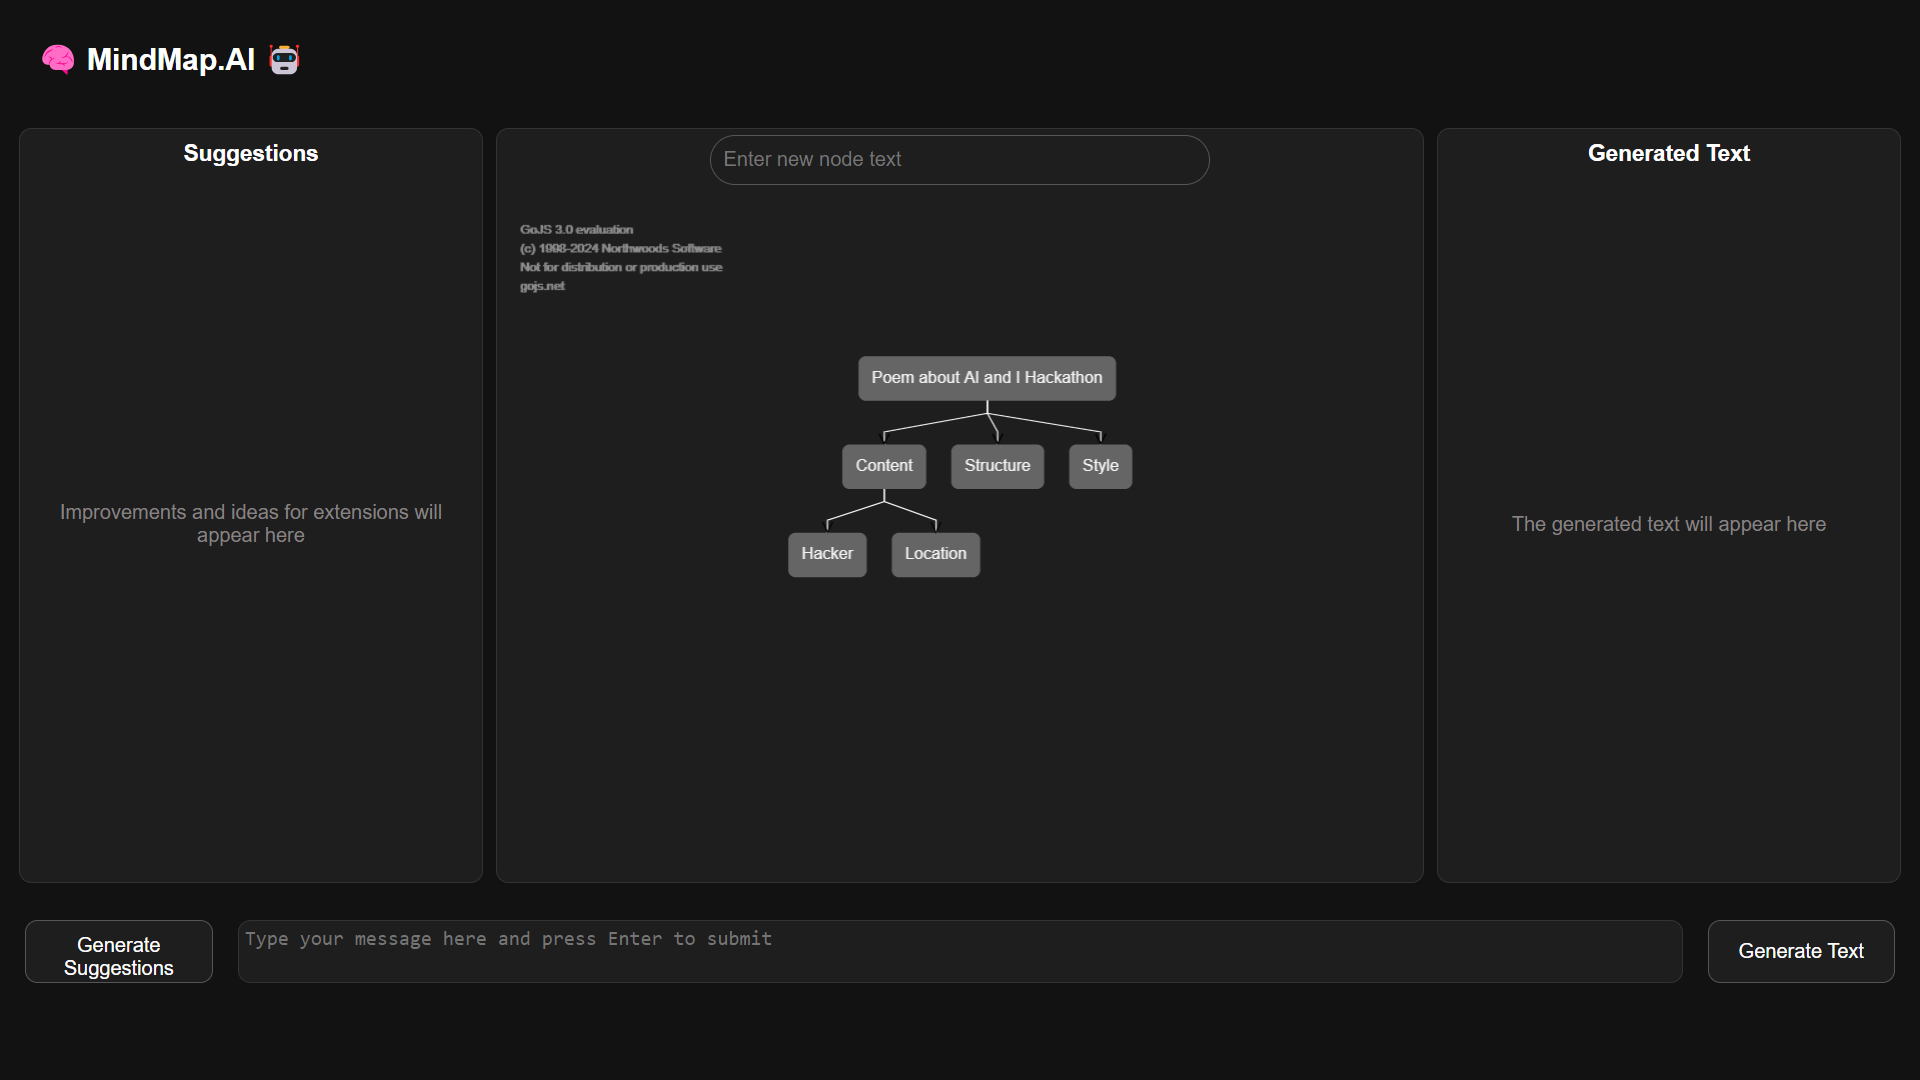 🧠 MindMap.AI 🤖
Suggestions
Improvements and ideas for extensions will
appear here
Enter new node text
GoJS 3.0 evaluation
(c) 1998-2024 Northwoods Software
Not for distribution or production use
gojs.net
Poem about AI and I Hackathon
Content
Structure
Style
Hacker
Location
Generated Text
The generated text will appear here
Generate
Suggestions
Type your message here and press Enter to submit
Generate Text